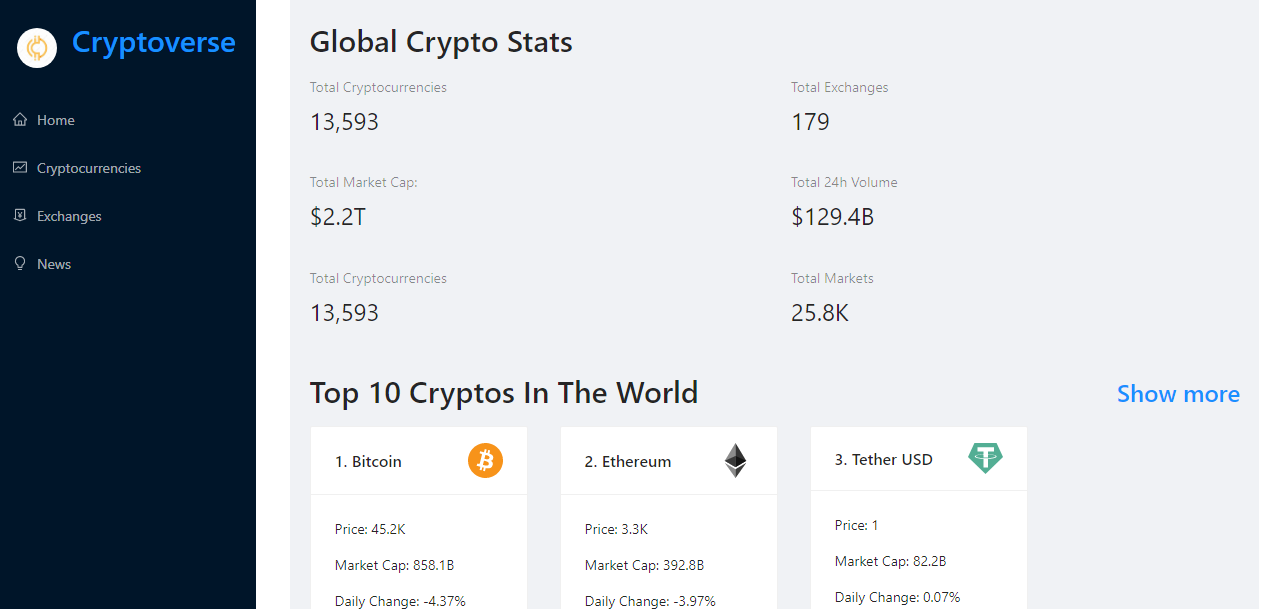 Cryptoverse
Home
Cryptocurrencies
Exchanges
News
Global Crypto Stats
Total Cryptocurrencies
13,593
Total Exchanges
179
Total Market Cap:
$2.2T
Total 24h Volume
$129.4B
Total Cryptocurrencies
13,593
Total Markets
25.8K
Top 10 Cryptos In The World
Show more
1. Bitcoin
Price: 45.2K
Market Cap: 858.1B
Daily Change: -4.37%
2. Ethereum
Price: 3.3K
Market Cap: 392.8B
Daily Change: -3.97%
3. Tether USD
Price: 1
Market Cap: 82.2B
Daily Change: 0.07%